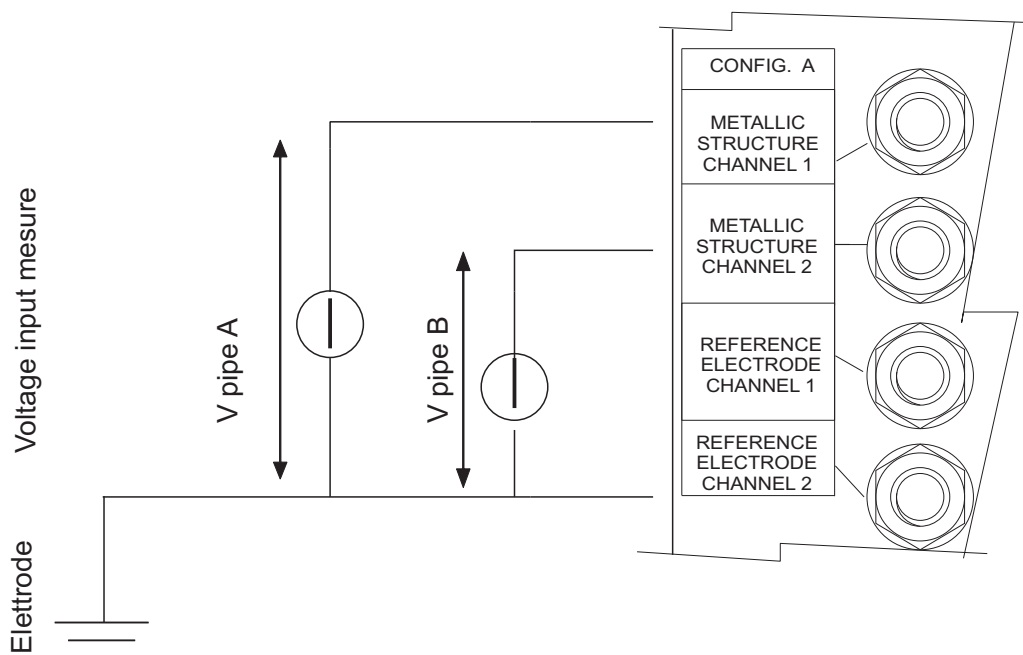 CONFIG. A
METALLIC
STRUCTURE
CHANNEL 1
METALLIC
STRUCTURE
CHANNEL 2
REFERENCE
ELECTRODE
CHANNEL 1
REFERENCE
ELECTRODE
CHANNEL 2
Voltage input mesure
V pipe A
V pipe B
Elettrode